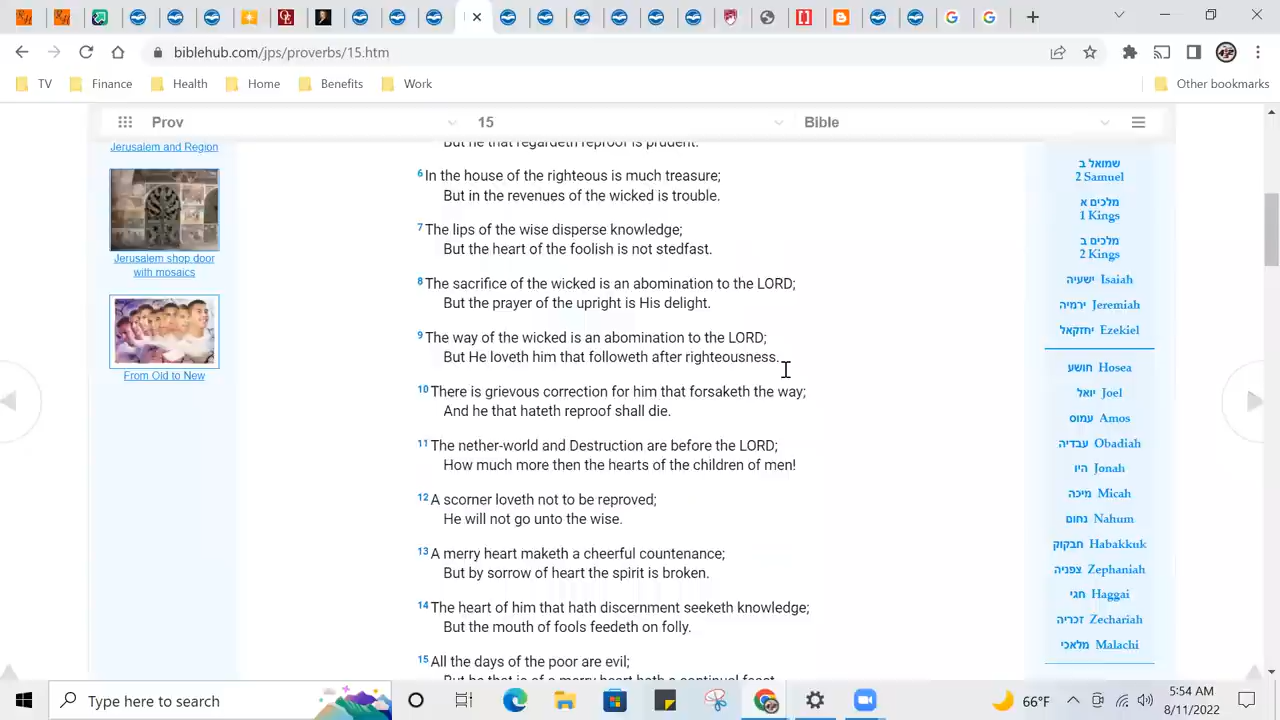 biblehub.com/jps/proverbs/15.htm
TV
Finance
Health
Home
Benefits
Work
Other bookmarks
Prov
15
Bible
Jerusalem and Region
Jerusalem shop door
with mosaics
From Old to New
But he that regardeth reproof is prudent.
6 In the house of the righteous is much treasure;
But in the revenues of the wicked is trouble.
7 The lips of the wise disperse knowledge;
But the heart of the foolish is not stedfast.
8 The sacrifice of the wicked is an abomination to the LORD;
But the prayer of the upright is His delight.
9 The way of the wicked is an abomination to the LORD;
But He loveth him that followeth after righteousness.
10 There is grievous correction for him that forsaketh the way;
And he that hateth reproof shall die.
11 The nether-world and Destruction are before the LORD;
How much more then the hearts of the children of men!
12 A scorner loveth not to be reproved;
He will not go unto the wise.
13 A merry heart maketh a cheerful countenance;
But by sorrow of heart the spirit is broken.
14 The heart of him that hath discernment seeketh knowledge;
But the mouth of fools feedeth on folly.
15 All the days of the poor are evil;
But he that is of a merry heart hath a continual feast.
שמואל ב
2 Samuel
מלכים א
1 Kings
מלכים ב
2 Kings
ישעיה Isaiah
ירמיה Jeremiah
יחזקאל Ezekiel
הושע Hosea
יואל Joel
עמוס Amos
עבדיה Obadiah
Jonah
מיכה Micah
נחום Nahum
חבקוק Habakkuk
צפניה Zephaniah
חגי Haggai
זכריה Zechariah
מלאכי Malachi
Type here to search
66°F
5:54 AM
8/11/2022